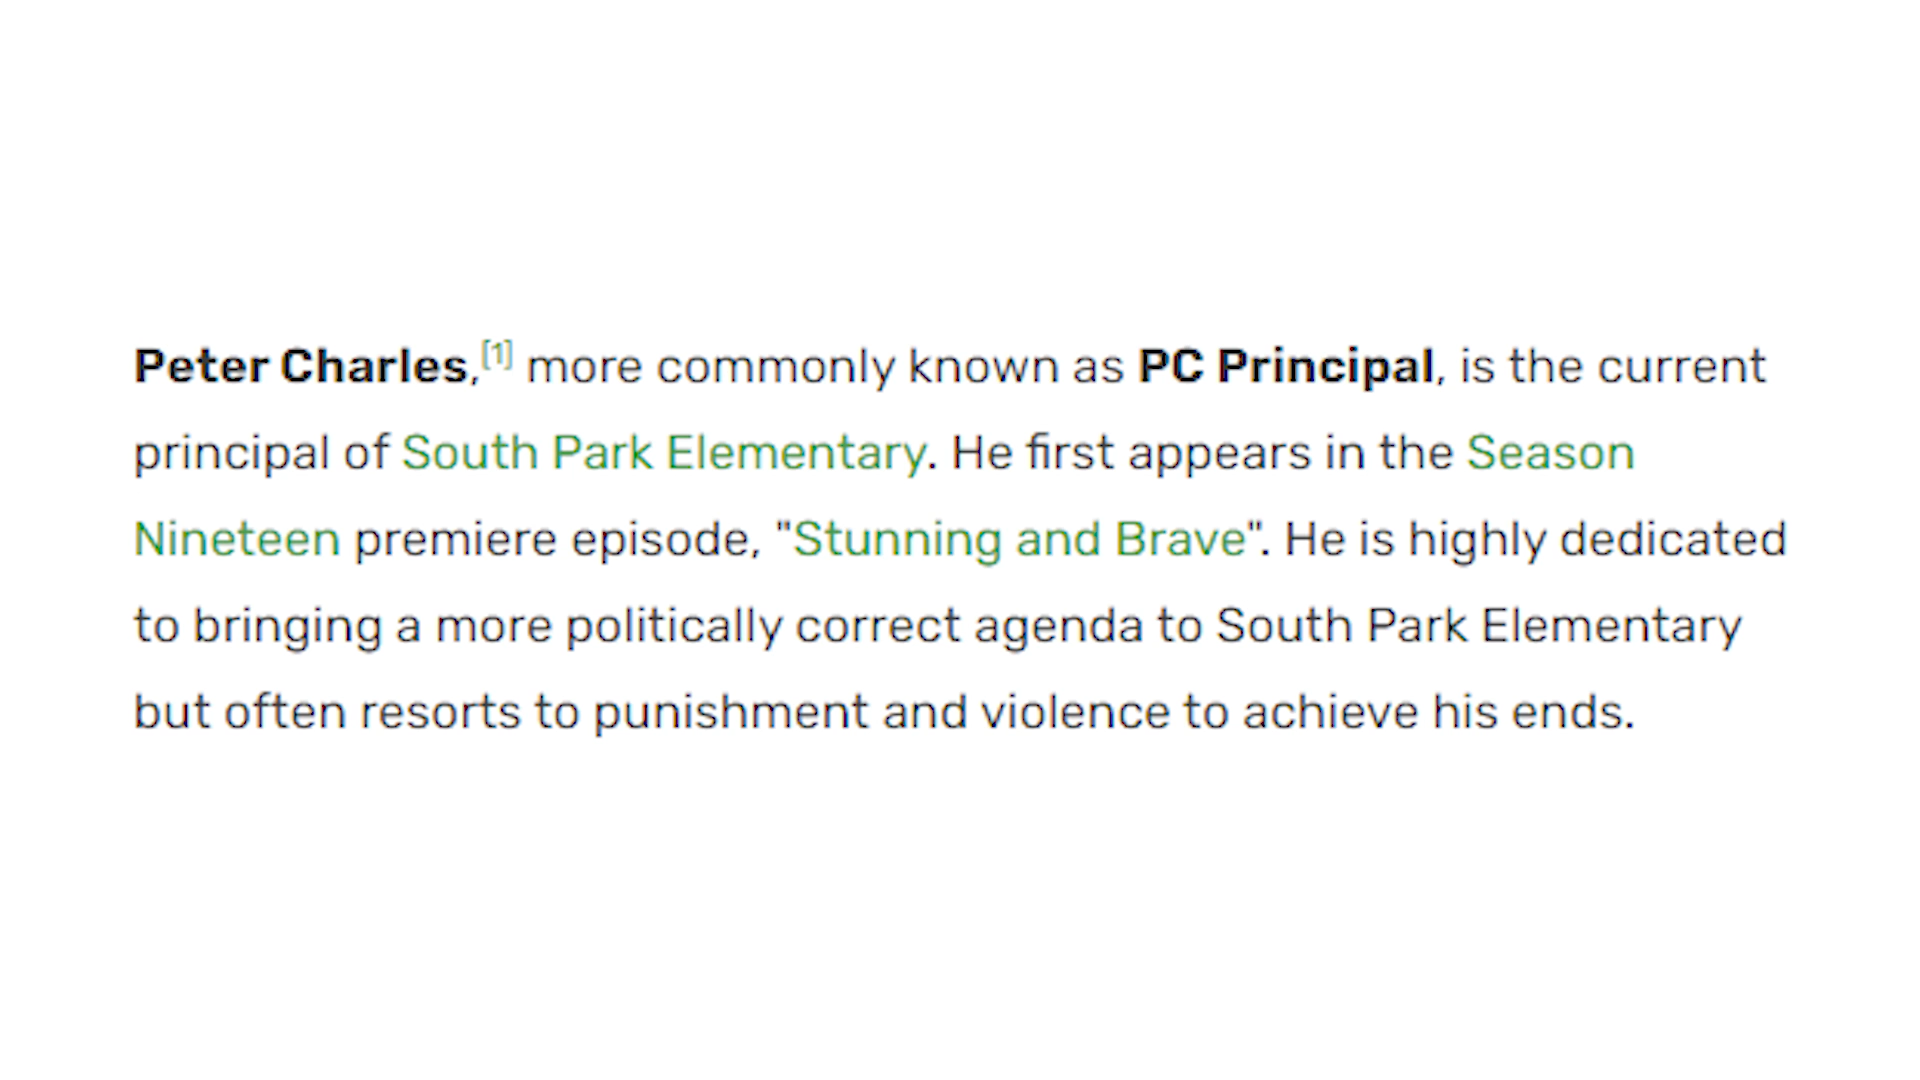 Peter Charles,[1] more commonly known as PC Principal, is the current
principal of South Park Elementary. He first appears in the Season
Nineteen premiere episode, "Stunning and Brave". He is highly dedicated
to bringing a more politically correct agenda to South Park Elementary
but often resorts to punishment and violence to achieve his ends.